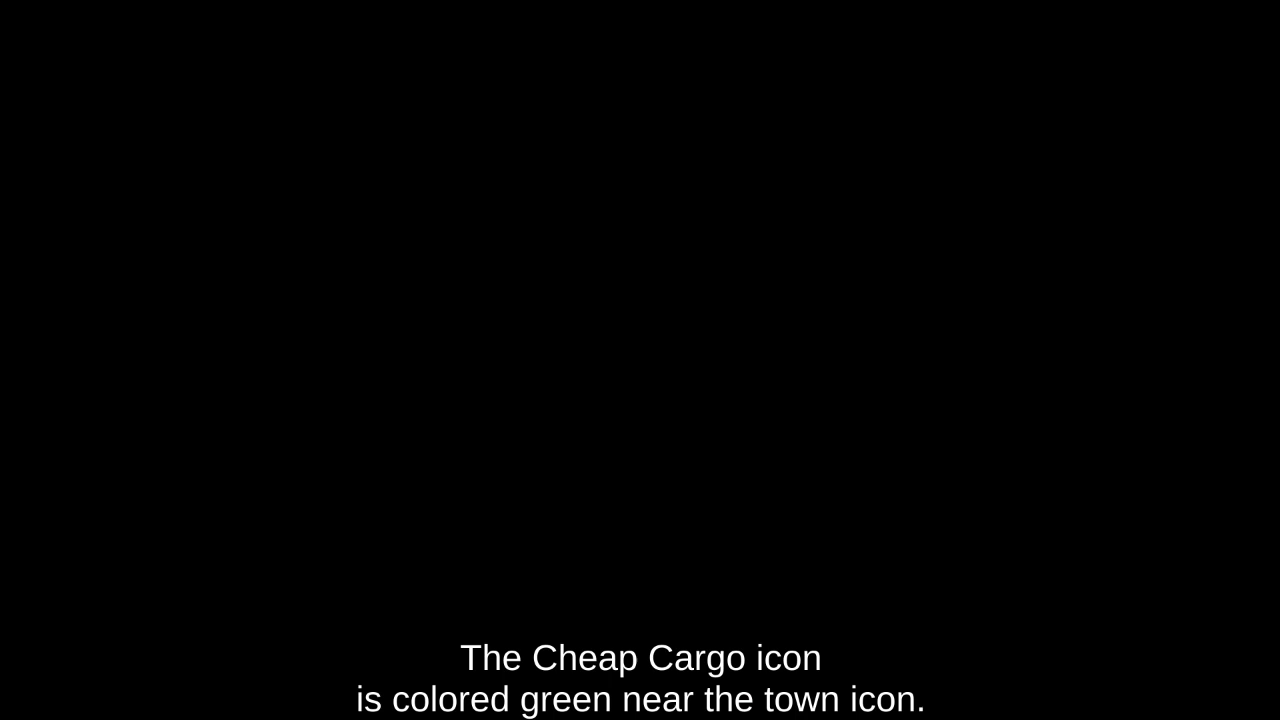 The Cheap Cargo icon
is colored green near the town icon.